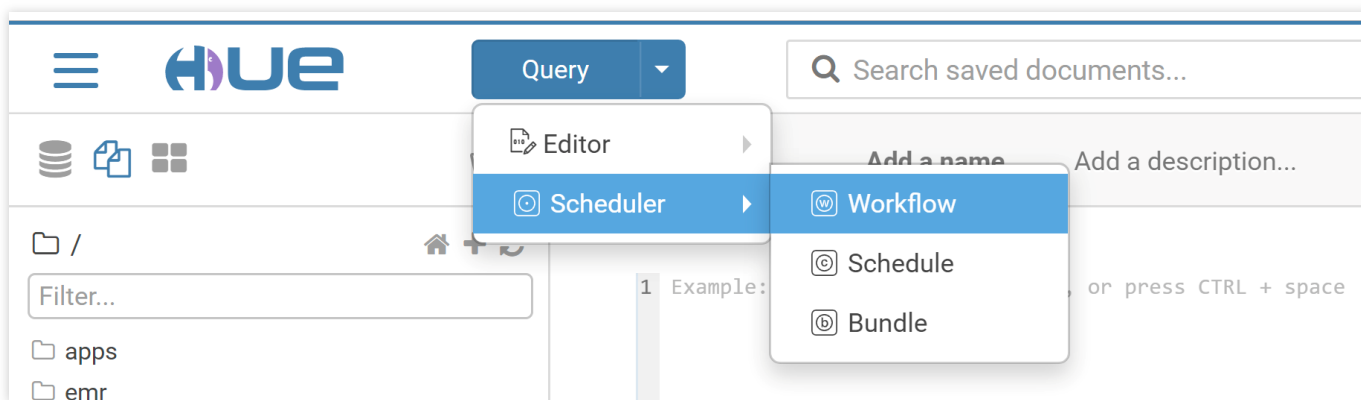 HUE
Query
Search saved documents...
Editor
Add a name
Add a description...
Scheduler
Workflow
/
Schedule
Filter...
1 Example: , or press CTRL + space
Bundle
apps
emr